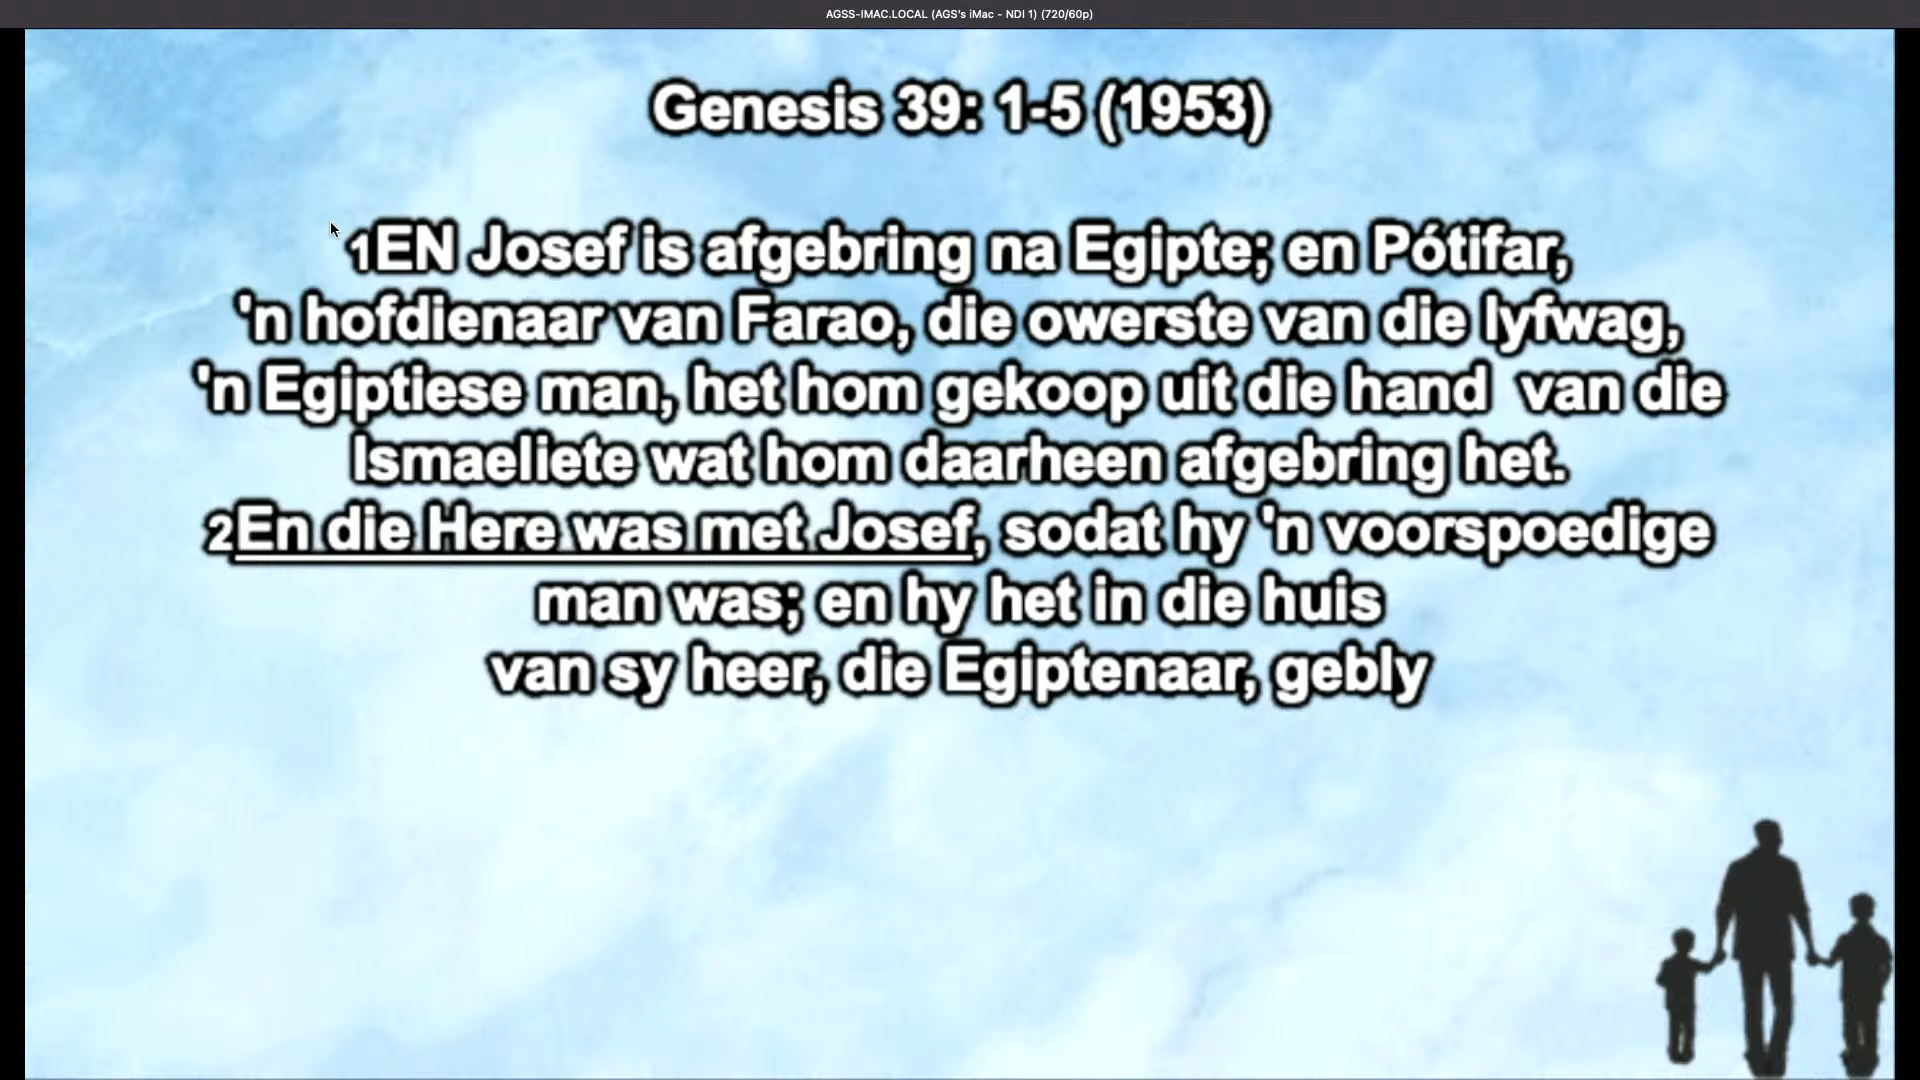 AGSS-IMAC.LOCAL (AGS's iMac - NDI 1) (720/60p)
Genesis 39: 1-5 (1953)
1EN Josef is afgebring na Egipte; en Pótifar,
'n hofdienaar van Farao, die owerste van die lyfwag,
'n Egiptiese man, het hom gekoop uit die hand van die
Ismaeliete wat hom daarheen afgebring het.
2En die Here was met Josef, sodat hy 'n voorspoedige
man was; en hy het in die huis
van sy heer, die Egiptenaar, gebly